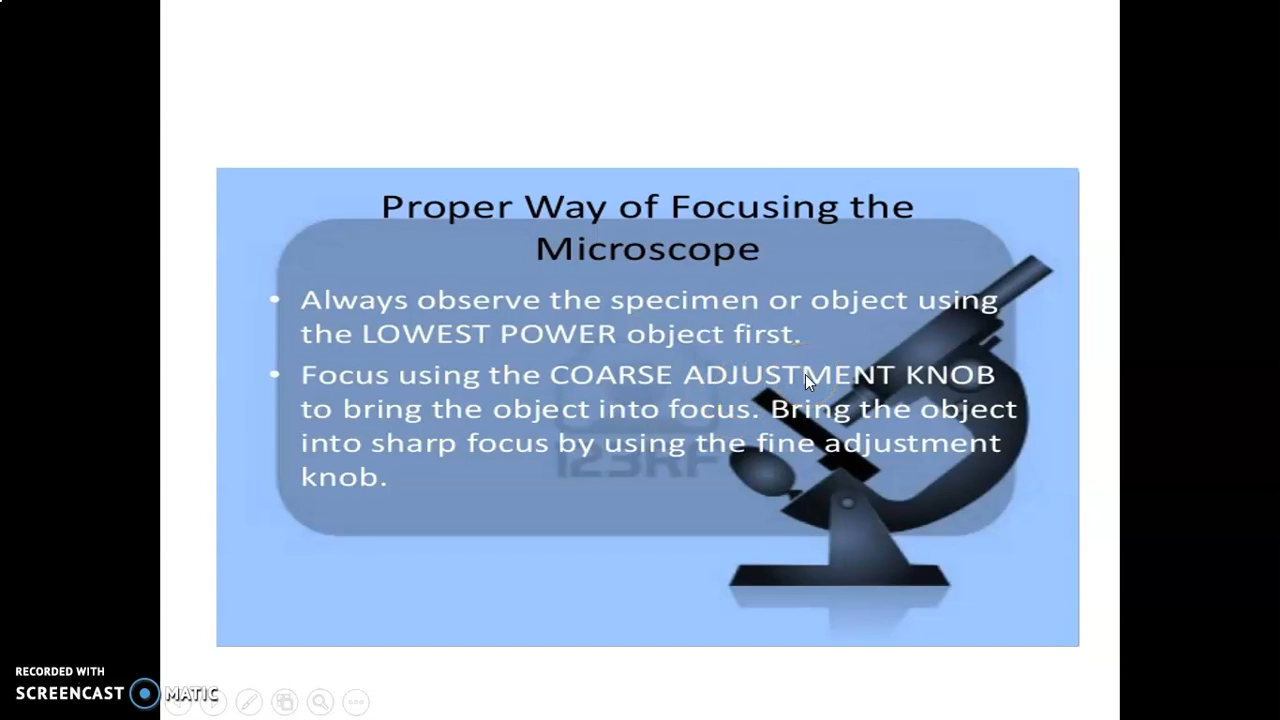 Proper Way of Focusing the
Microscope
• Always observe the specimen or object using
the LOWEST POWER object first.
• Focus using the COARSE ADJUSTMENT KNOB
to bring the object into focus. Bring the object
into sharp focus by using the fine adjustment
knob.
123RF
RECORDED WITH
SCREENCAST MATIC